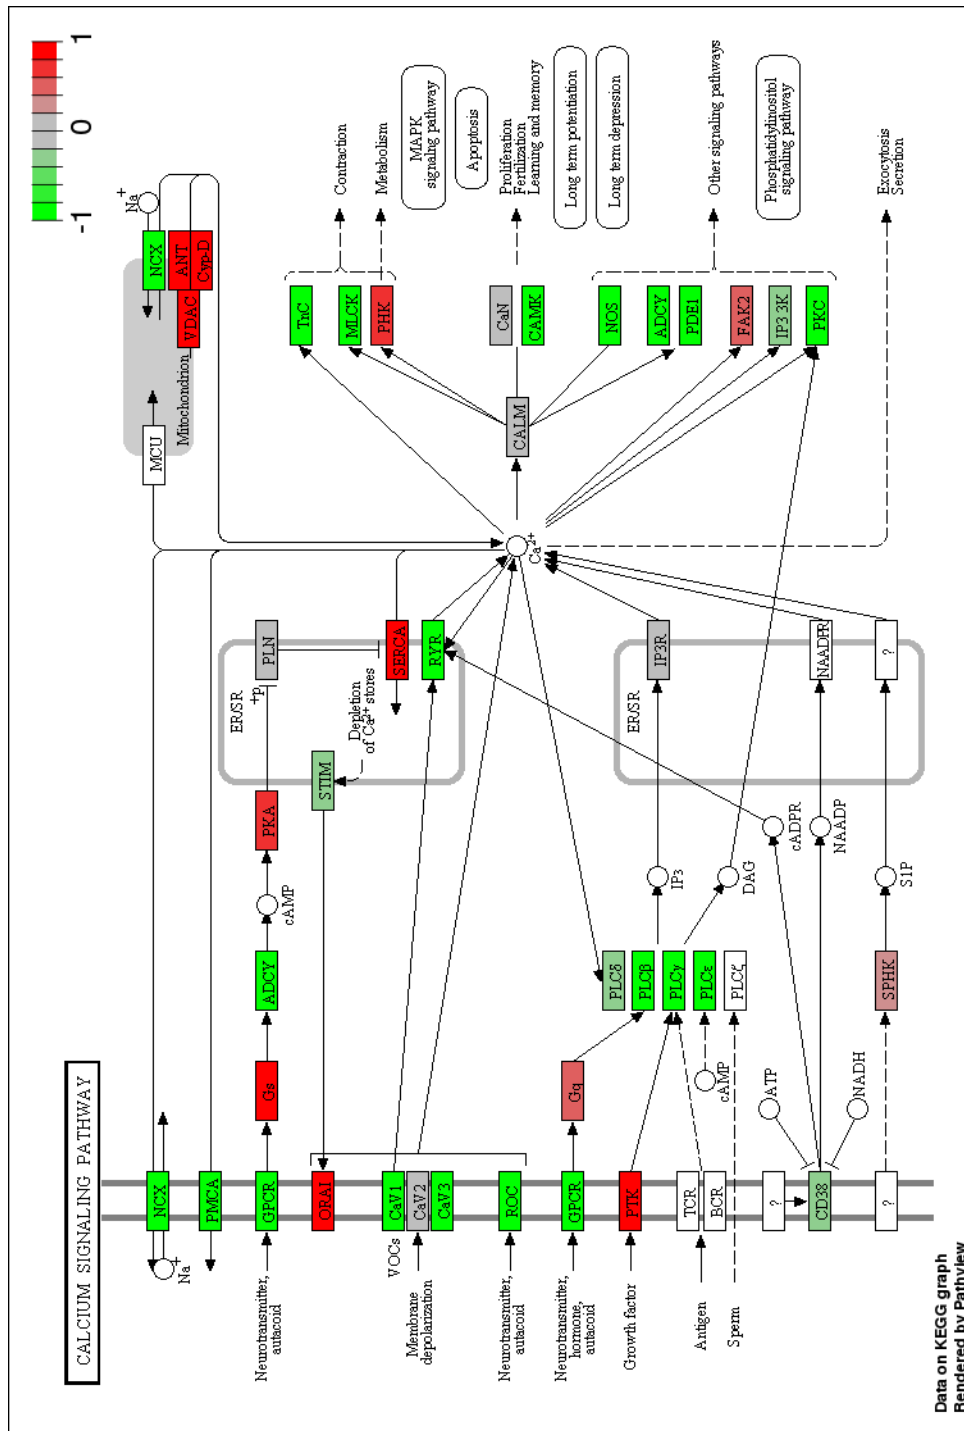 CALCIUM SIGNALING PATHWAY
-1
0
1
Na
+
NCX
PMCA
Neurotransmitter,
autacoid
GPCR
Gs
ADCY
cAMP
PKA
+p
PLN
ER/SR
SERCA
RYR
STIM
Depletion
of Ca2+ stores
ORAI
VOCs
CaV1
CaV2
CaV3
Membrane
depolarization
Neurotransmitter,
autacoid
ROC
Neurotransmitter,
hormone,
autacoid
GPCR
Gq
Growth factor
PTK
Antigen
TCR
BCR
Sperm
cAMP
PLCδ
PLCβ
PLCγ
PLCε
PLCζ
IP3
DAG
ER/SR
IP3R
NAADPR
?
cADPR
NAADP
S1P
SPHK
ATP
NADH
?
CD38
?
MCU
Mitochondrion
NCX
Na
+
ANT
Cyp-D
VDAC
Ca2+
CALM
TnC
MLCK
PHK
CaN
CAMK
NOS
ADCY
PDE1
FAK2
IP3 3K
PKC
Contraction
Metabolism
MAPK
signaling pathway
Apoptosis
Proliferation
Fertilization
Learning and memory
Long term potentiation
Long term depression
Other signaling pathways
Phosphatidylinositol
signaling pathway
Exocytosis
Secretion
Data on KEGG graph
Rendered by Pathview